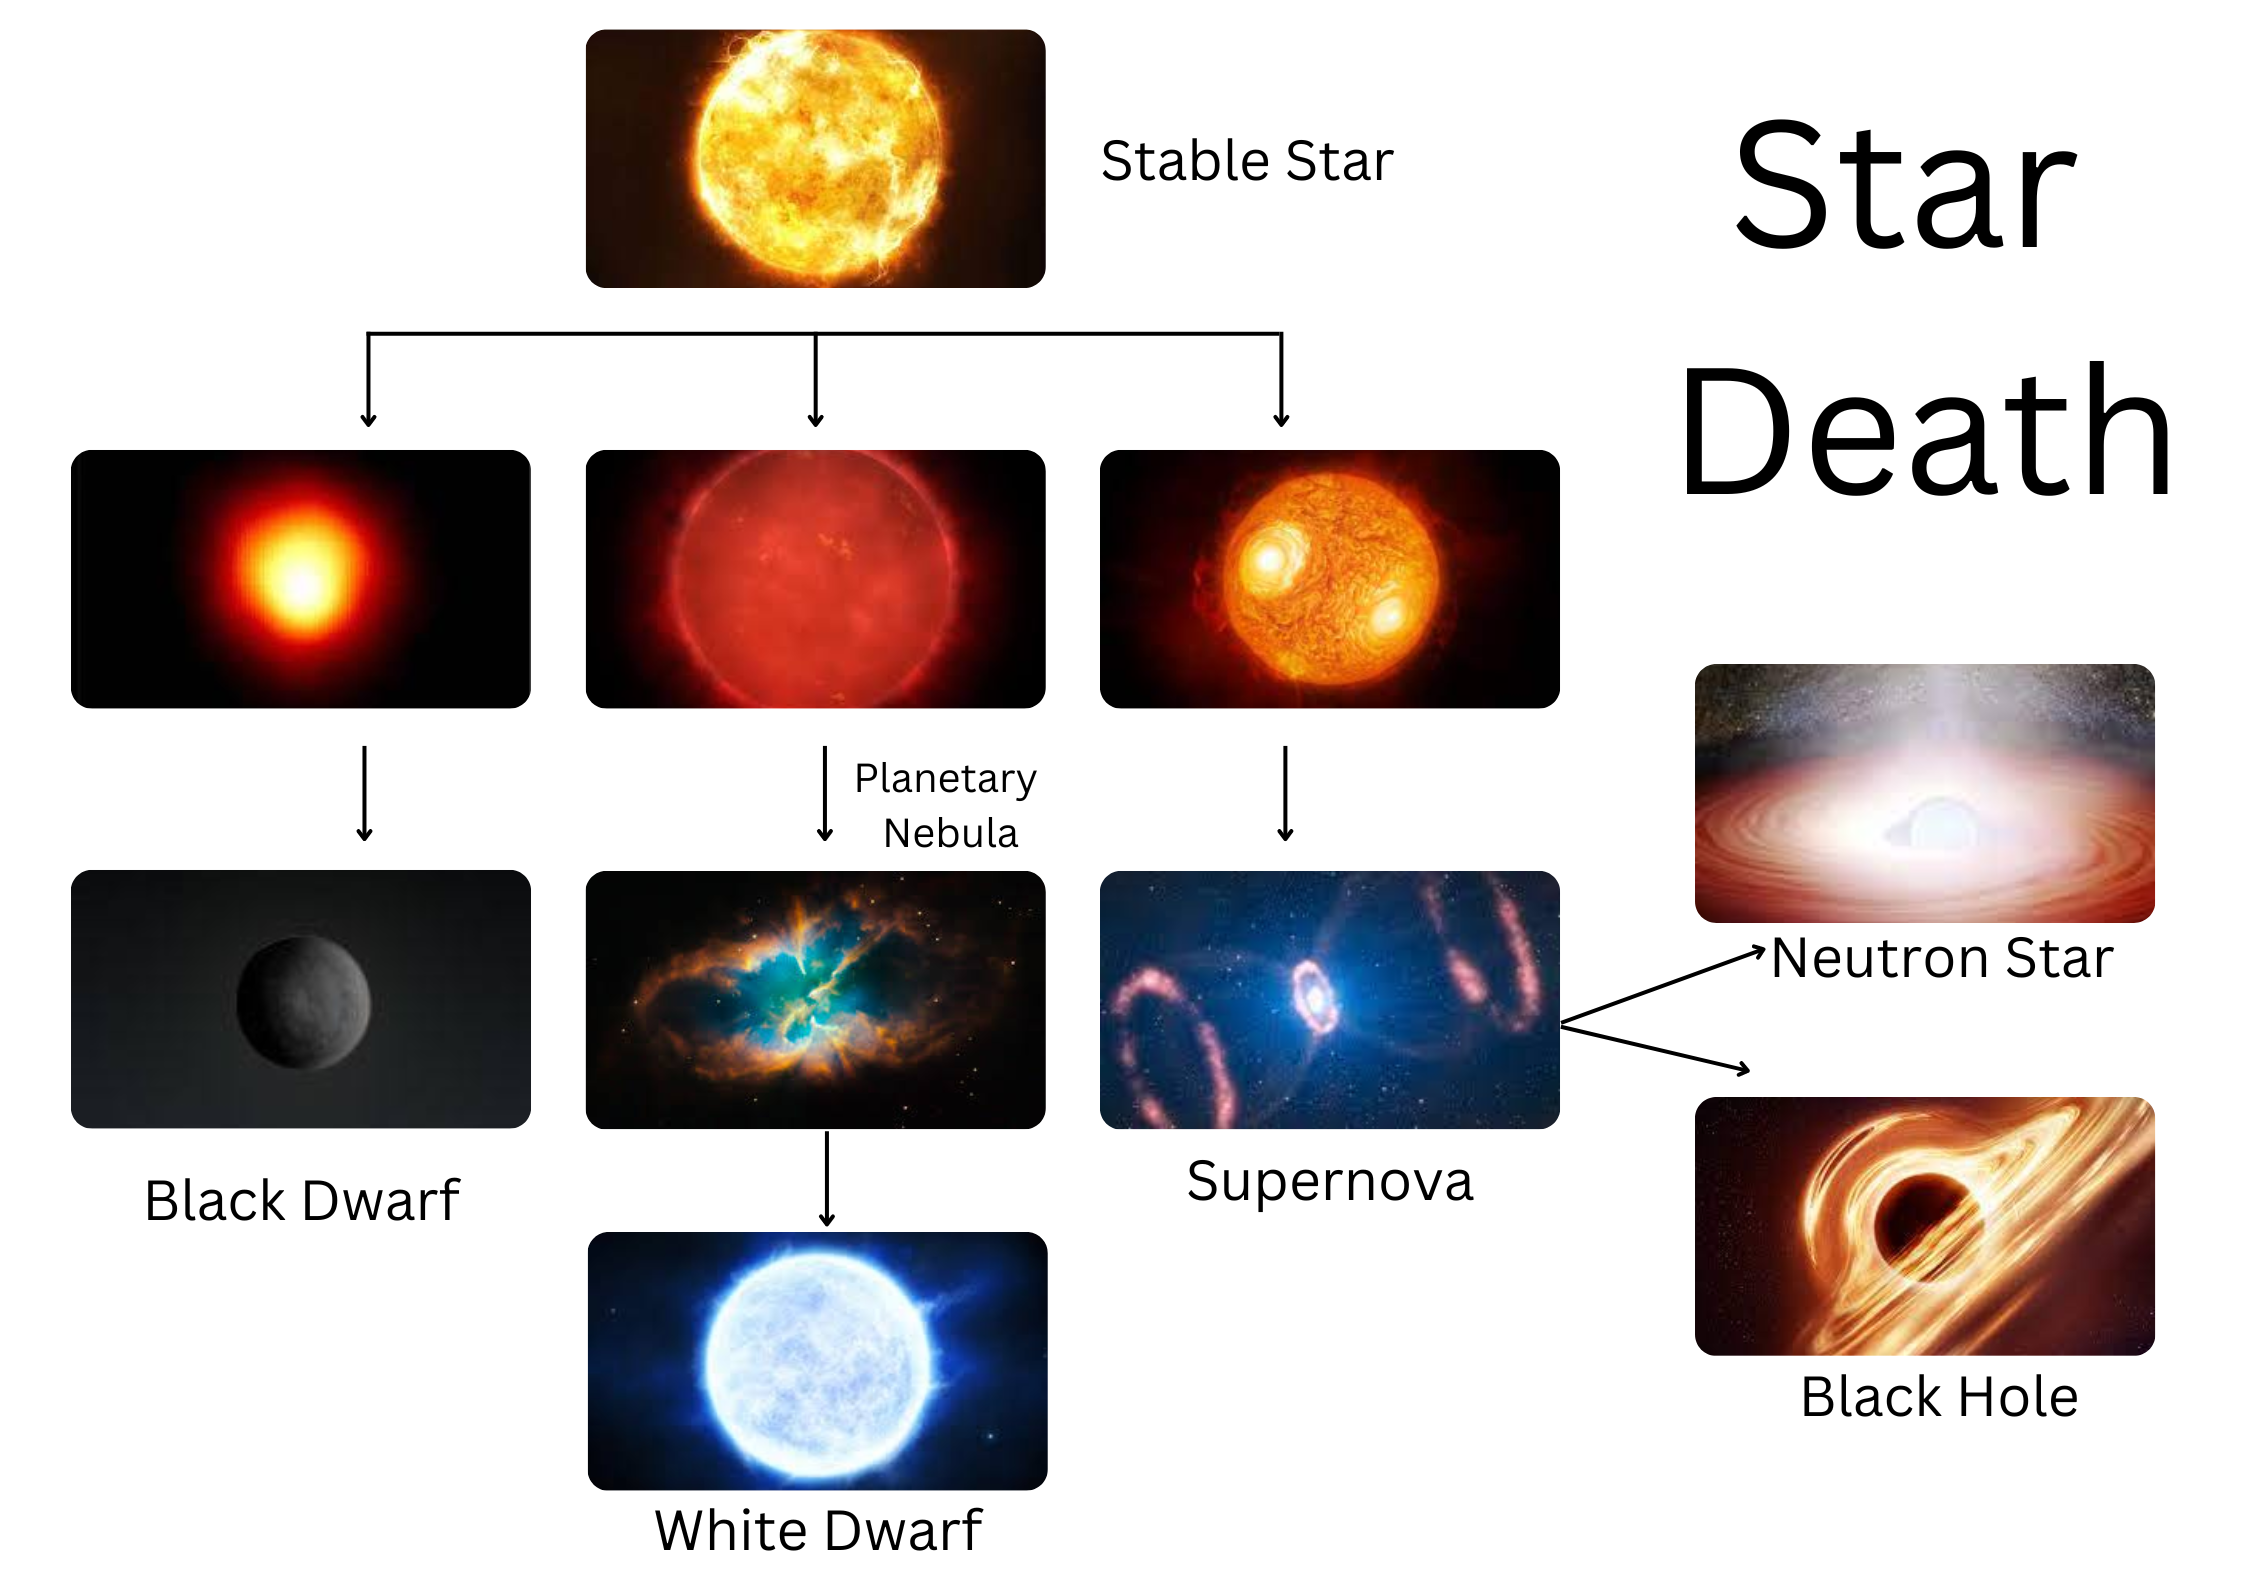 Star
Death
Stable Star
Planetary
Nebula
Neutron Star
Black Dwarf
Supernova
Black Hole
White Dwarf